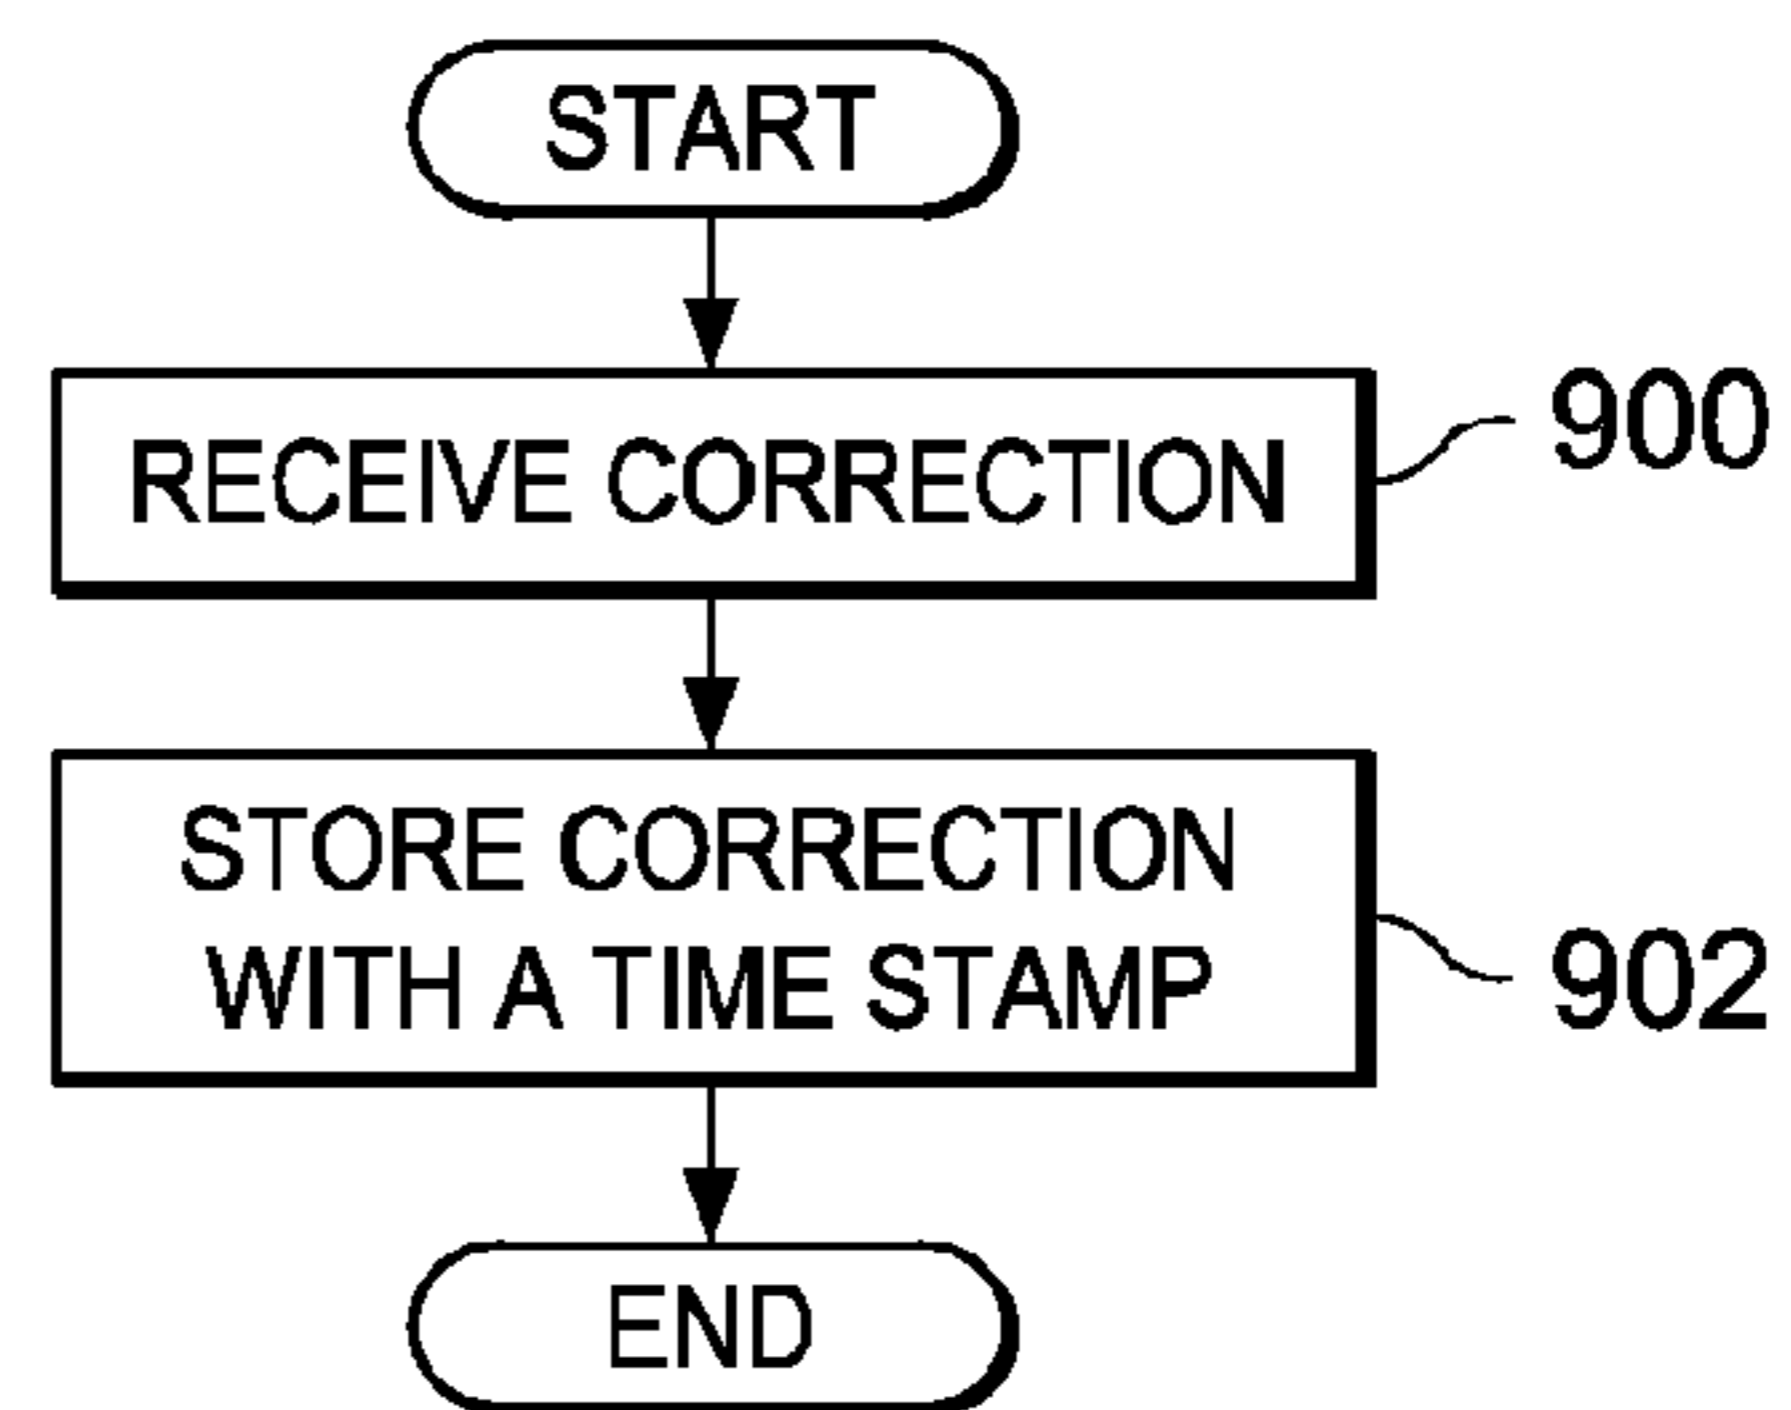 START
RECEIVE CORRECTION
900
STORE CORRECTION
WITH A TIME STAMP
902
END